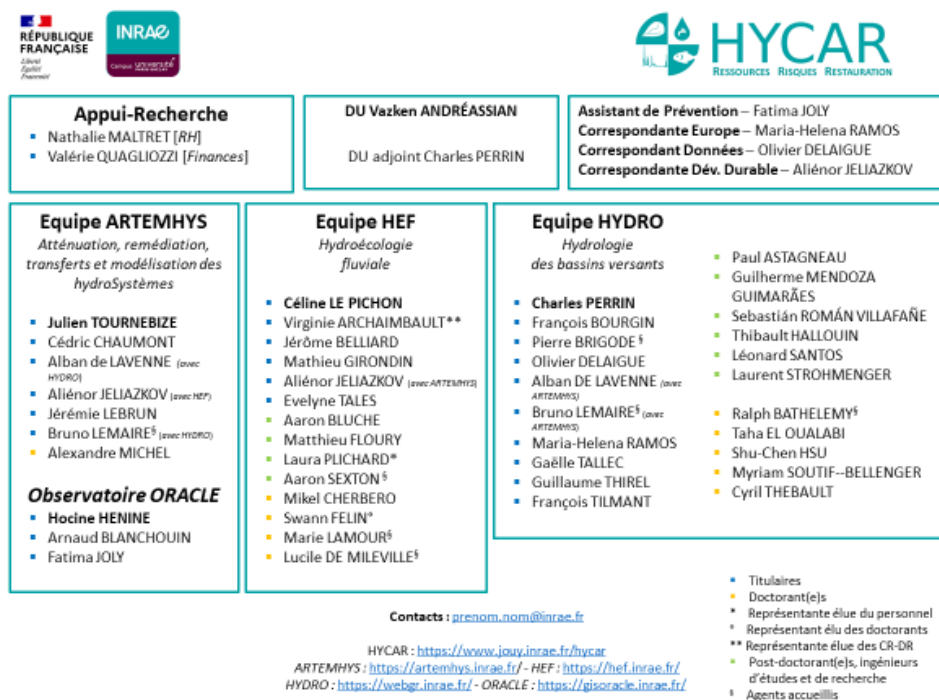 RÉPUBLIQUE
FRANÇAISE
Liberté
Égalité
Fraternité
INRAE
Campus université
PARIS-SACLAY
HYCAR
RESSOURCES RISQUES RESTAURATION
Appui-Recherche
Nathalie MALTRET [RH]
Valérie QUAGLIOZZI [Finances]
DU Vazken ANDRÉASSIAN
DU adjoint Charles PERRIN
Assistant de Prévention – Fatima JOLY
Correspondante Europe – Maria-Helena RAMOS
Correspondant Données – Olivier DELAIGUE
Correspondante Dév. Durable – Aliénor JELIAZKOV
Equipe ARTEMHYS
Atténuation, remédiation,
transferts et modélisation des
hydroSystèmes
Julien TOURNEBIZE
Cédric CHAUMONT
Alban de LAVENNE (avec
HYDRO)
Aliénor JELIAZKOV (avec HEF)
Jérémie LEBRUN
Bruno LEMAIRE§ (avec HYDRO)
Alexandre MICHEL
Observatoire ORACLE
Hocine HENINE
Arnaud BLANCHOUIN
Fatima JOLY
Equipe HEF
Hydroécologie
fluviale
Céline LE PICHON
Virginie ARCHAIMBAULT**
Jérôme BELLIARD
Mathieu GIRONDIN
Aliénor JELIAZKOV (avec ARTEMHYS)
Evelyne TALES
Aaron BLUCHE
Matthieu FLOURY
Laura PLICHARD*
Aaron SEXTON §
Mikel CHERBERO
Swann FELIN°
Marie LAMOUR§
Lucile DE MILEVILLE§
Equipe HYDRO
Hydrologie
des bassins versants
Charles PERRIN
François BOURGIN
Pierre BRIGODE §
Olivier DELAIGUE
Alban DE LAVENNE (avec
ARTEMHYS)
Bruno LEMAIRE§ (avec
ARTEMHYS)
Maria-Helena RAMOS
Gaëlle TALLEC
Guillaume THIREL
François TILMANT
Paul ASTAGNEAU
Guilherme MENDOZA
GUIMARÃES
Sebastián ROMÁN VILLAFAÑE
Thibault HALLOUIN
Léonard SANTOS
Laurent STROHMENGER
Ralph BATHELEMY§
Taha EL OUALABI
Shu-Chen HSU
Myriam SOUTIF--BELLENGER
Cyril THEBAULT
Contacts : prenom.nom@inrae.fr
HYCAR : https://www.jouy.inrae.fr/hycar
ARTEMHYS : https://artemhys.inrae.fr/ - HEF : https://hef.inrae.fr/
HYDRO : https://webgr.inrae.fr/ - ORACLE : https://gisoracle.inrae.fr/
Titulaires
Doctorant(e)s
* Représentante élue du personnel
° Représentant élu des doctorants
** Représentante élue des CR-DR
Post-doctorant(e)s, ingénieurs
d'études et de recherche
§ Agents accueillis